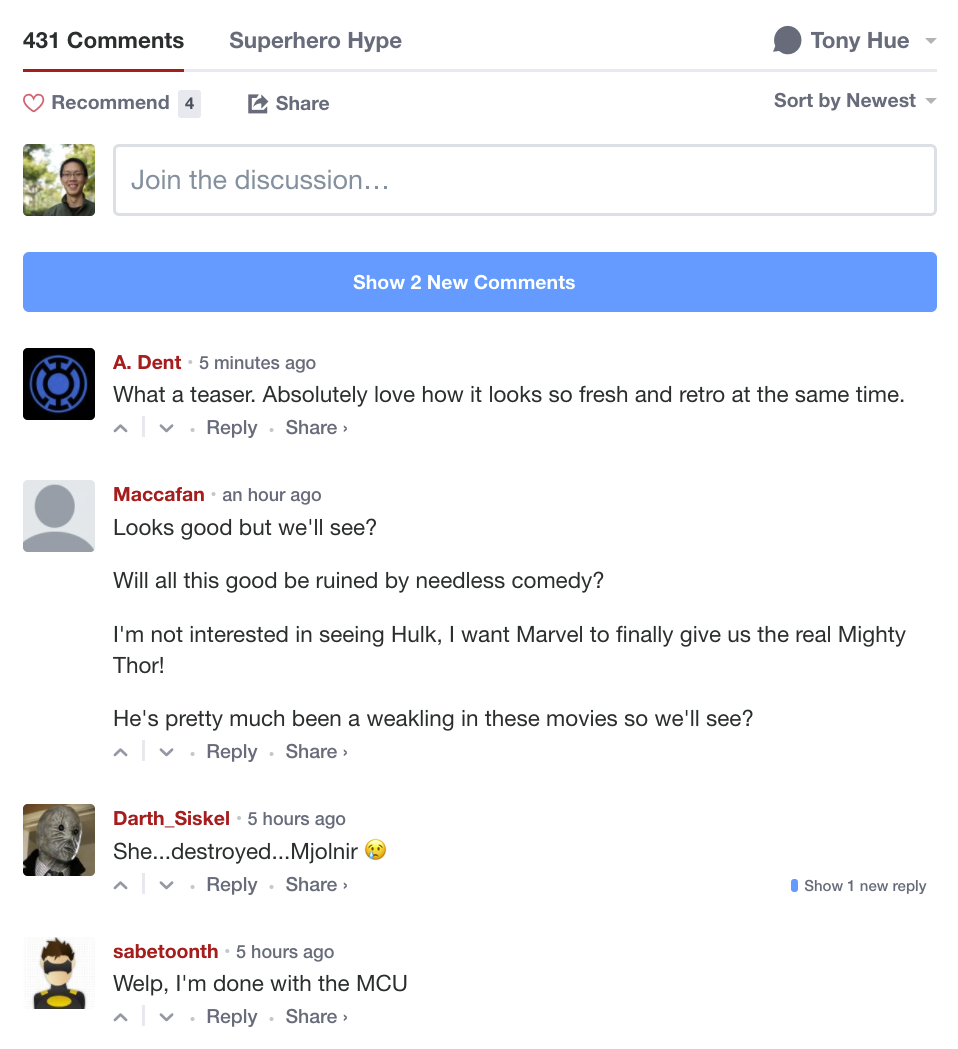 431 Comments Superhero Hype Tony Hue
Recommend 4 Share Sort by Newest
Join the discussion…
Show 2 New Comments
A. Dent • 5 minutes ago
What a teaser. Absolutely love how it looks so fresh and retro at the same time.
• Reply • Share ›
Maccafan • an hour ago
Looks good but we'll see?
Will all this good be ruined by needless comedy?
I'm not interested in seeing Hulk, I want Marvel to finally give us the real Mighty
Thor!
He's pretty much been a weakling in these movies so we'll see?
• Reply • Share ›
Darth_Siskel • 5 hours ago
She...destroyed...Mjolnir 😢
• Reply • Share ›
Show 1 new reply
sabetoonth • 5 hours ago
Welp, I'm done with the MCU
• Reply • Share ›